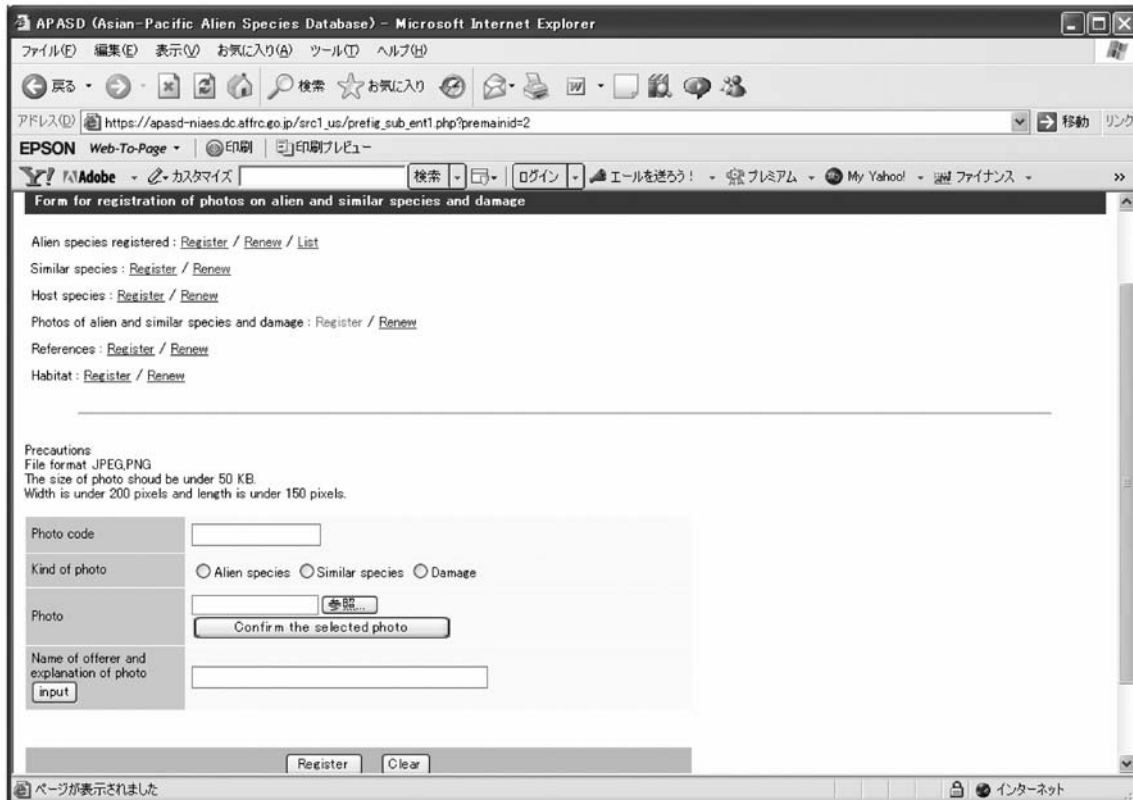 APASD (Asian-Pacific Alien Species Database) - Microsoft Internet Explorer
ファイル(F) 編集(E) 表示(V) お気に入り(A) ツール(T) ヘルプ(H)
戻る 検索 お気に入り
アドレス(D) https://apasd-niaes.dc.affrc.go.jp/src1_us/prefig_sub_ent1.php?premainid=2 移動 リンク
EPSON Web-To-Page 印刷 印刷プレビュー
Y! Adobe カスタマイズ 検索 ログイン エールを送ろう! プレミアム My Yahoo! ファイナンス »
Form for registration of photos on alien and similar species and damage
Alien species registered : Register / Renew / List
Similar species : Register / Renew
Host species : Register / Renew
Photos of alien and similar species and damage : Register / Renew
References : Register / Renew
Habitat : Register / Renew
Precautions
File format JPEG,PNG
The size of photo shoud be under 50 KB.
Width is under 200 pixels and length is under 150 pixels.
Photo code
Kind of photo Alien species Similar species Damage
Photo 参照...
Confirm the selected photo
Name of offerer and
explanation of photo
input
Register Clear
ページが表示されました インターネット